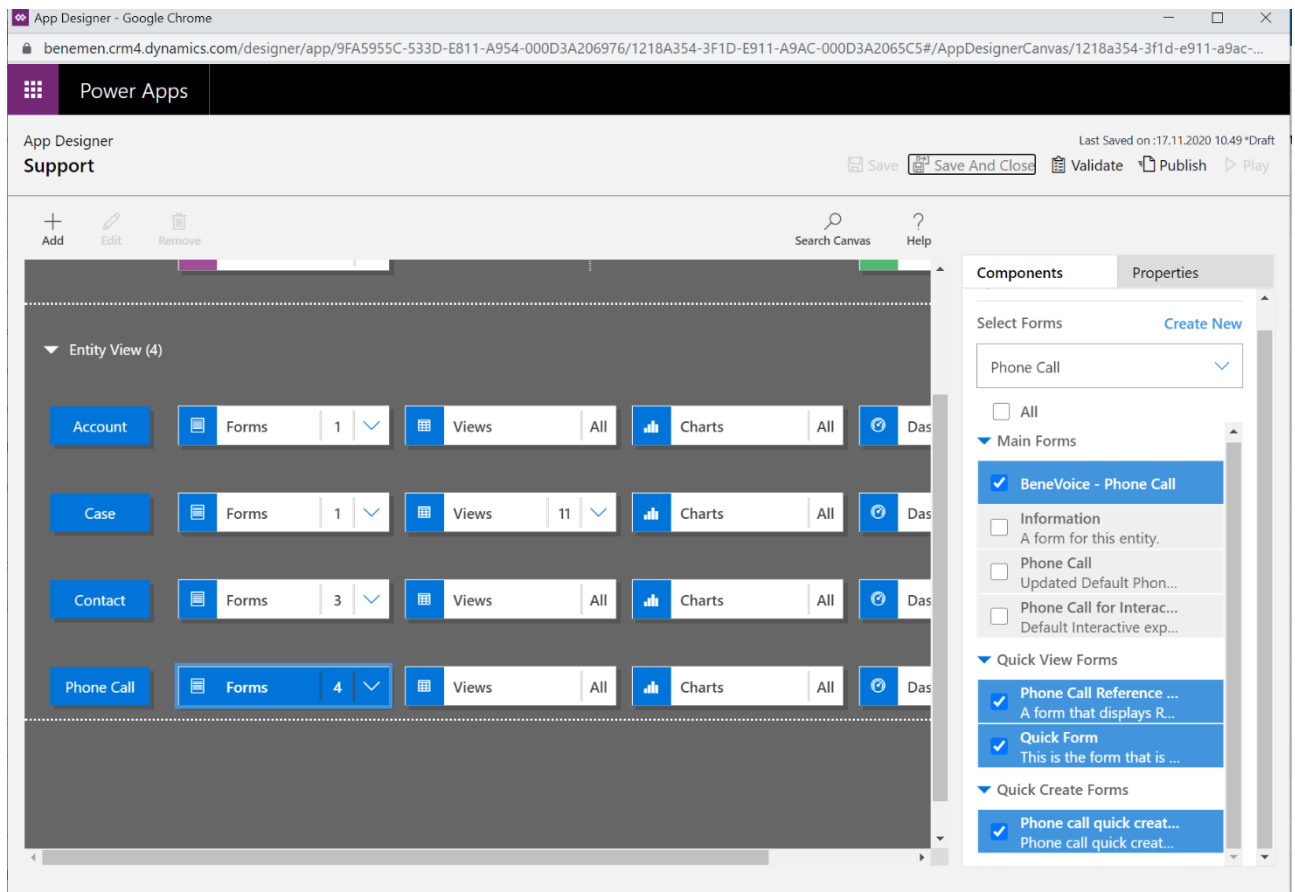 App Designer - Google Chrome
benemen.crm4.dynamics.com/designer/app/9FA5955C-533D-E811-A954-000D3A206976/1218A354-3F1D-E911-A9AC-000D3A2065C5#/AppDesignerCanvas/1218a354-3f1d-e911-a9ac-...
Power Apps
App Designer
Last Saved on :17.11.2020 10.49 *Draft
Support
Save Save And Close Validate Publish Play
Add Edit Remove Search Canvas Help
Components Properties
Select Forms Create New
Phone Call
All
Main Forms
BeneVoice - Phone Call
Information
A form for this entity.
Phone Call
Updated Default Phon...
Phone Call for Interac...
Default Interactive exp...
Quick View Forms
Phone Call Reference ...
A form that displays R...
Quick Form
This is the form that is ...
Quick Create Forms
Phone call quick creat...
Phone call quick creat...
Entity View (4)
Account Forms 1 Views All Charts All Das
Case Forms 1 Views 11 Charts All Das
Contact Forms 3 Views All Charts All Das
Phone Call Forms 4 Views All Charts All Das